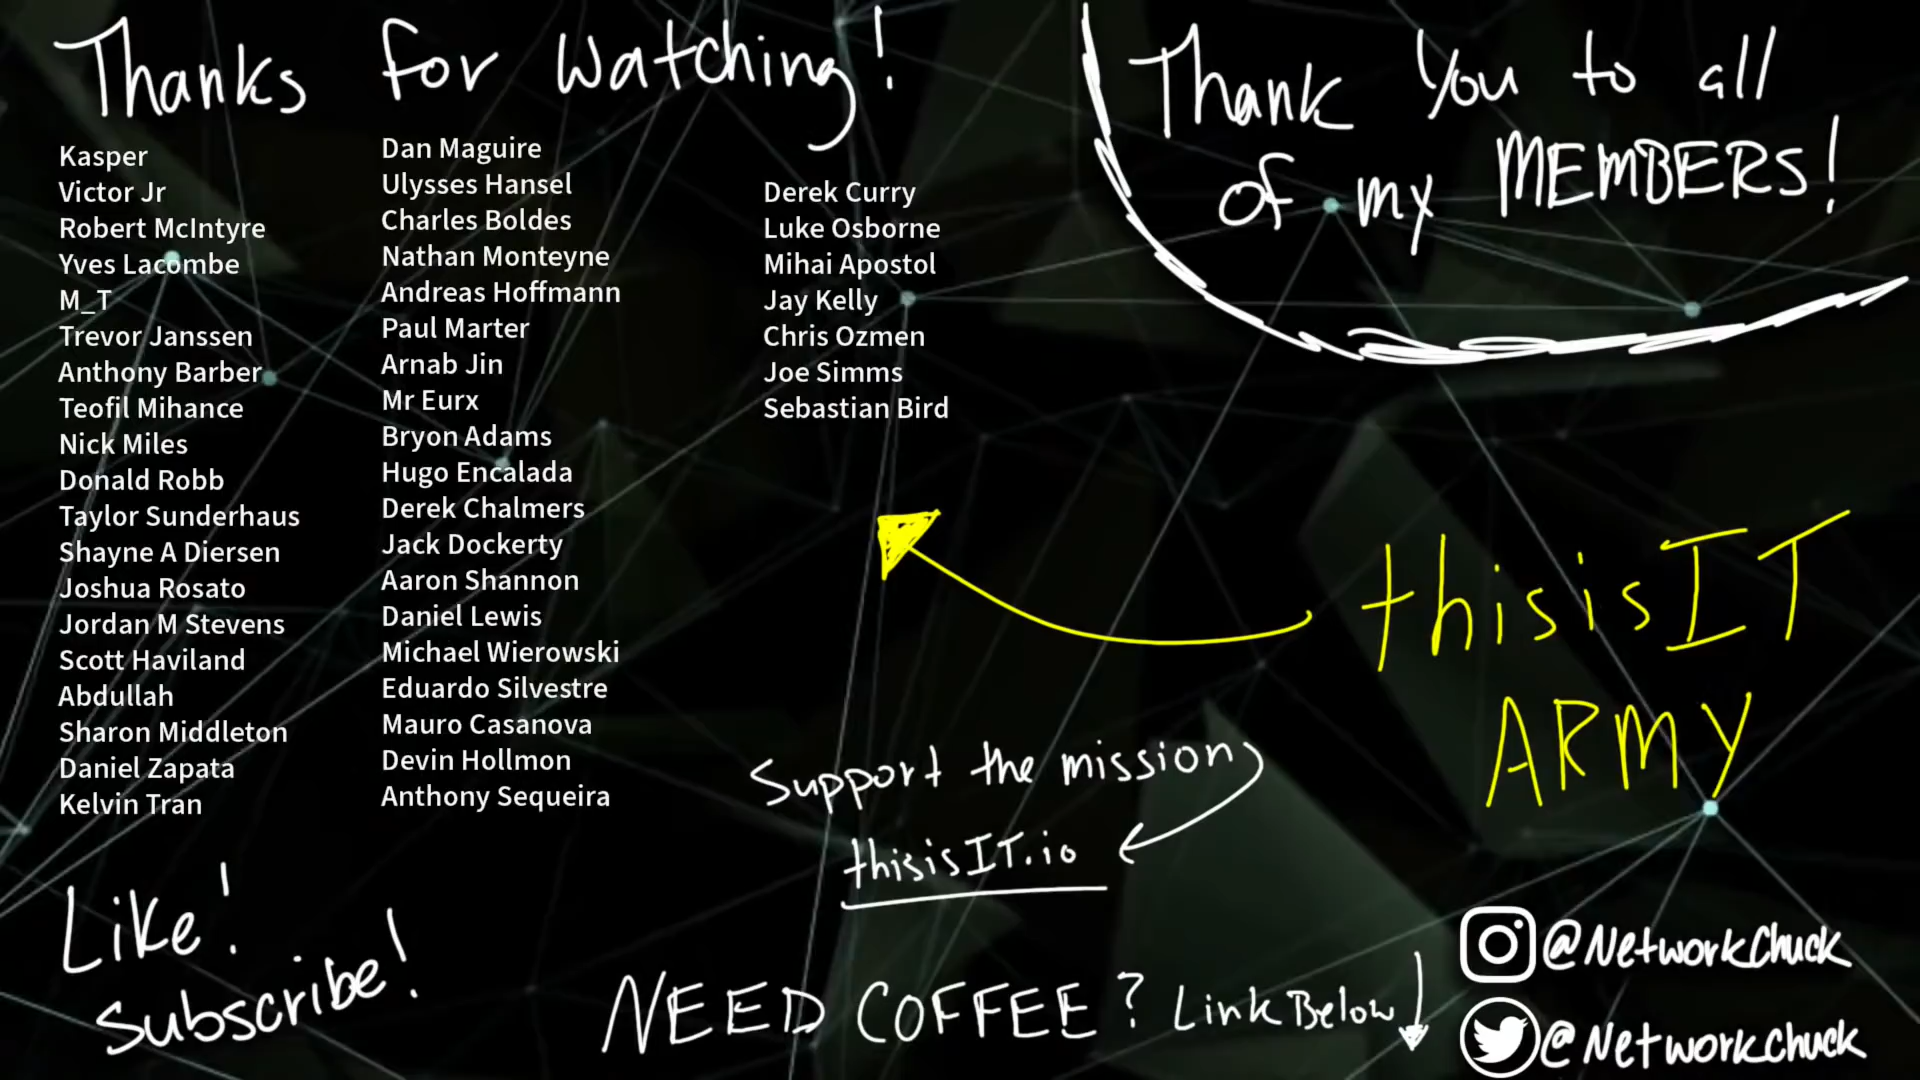 Thanks for watching!
Kasper
Victor Jr
Robert McIntyre
Yves Lacombe
M_T
Trevor Janssen
Anthony Barber
Teofil Mihance
Nick Miles
Donald Robb
Taylor Sunderhaus
Shayne A Diersen
Joshua Rosato
Jordan M Stevens
Scott Haviland
Abdullah
Sharon Middleton
Daniel Zapata
Kelvin Tran
Dan Maguire
Ulysses Hansel
Charles Boldes
Nathan Monteyne
Andreas Hoffmann
Paul Marter
Arnab Jin
Mr Eurx
Bryon Adams
Hugo Encalada
Derek Chalmers
Jack Dockerty
Aaron Shannon
Daniel Lewis
Michael Wierowski
Eduardo Silvestre
Mauro Casanova
Devin Hollmon
Anthony Sequeira
Derek Curry
Luke Osborne
Mihai Apostol
Jay Kelly
Chris Ozmen
Joe Simms
Sebastian Bird
Thank you to all
of my MEMBERS!
thisisIT
ARMY
Support the mission
thisisIT.io
Like!
Subscribe!
NEED COFFEE? Link Below
@NetworkChuck
@Networkchuck